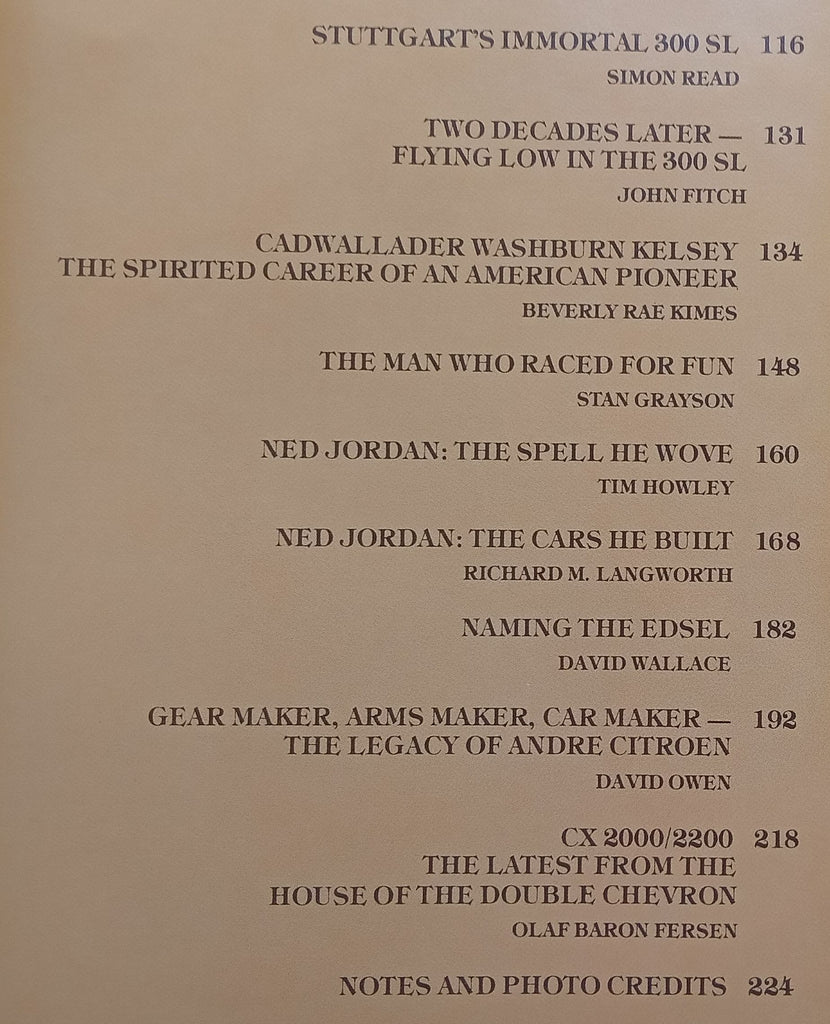 STUTTGART'S IMMORTAL 300 SL 116
SIMON READ
TWO DECADES LATER — 131
FLYING LOW IN THE 300 SL
JOHN FITCH
CADWALLADER WASHBURN KELSEY 134
THE SPIRITED CAREER OF AN AMERICAN PIONEER
BEVERLY RAE KIMES
THE MAN WHO RACED FOR FUN 148
STAN GRAYSON
NED JORDAN: THE SPELL HE WOVE 160
TIM HOWLEY
NED JORDAN: THE CARS HE BUILT 168
RICHARD M. LANGWORTH
NAMING THE EDSEL 182
DAVID WALLACE
GEAR MAKER, ARMS MAKER, CAR MAKER — 192
THE LEGACY OF ANDRE CITROEN
DAVID OWEN
CX 2000/2200 218
THE LATEST FROM THE
HOUSE OF THE DOUBLE CHEVRON
OLAF BARON FERSEN
NOTES AND PHOTO CREDITS 224